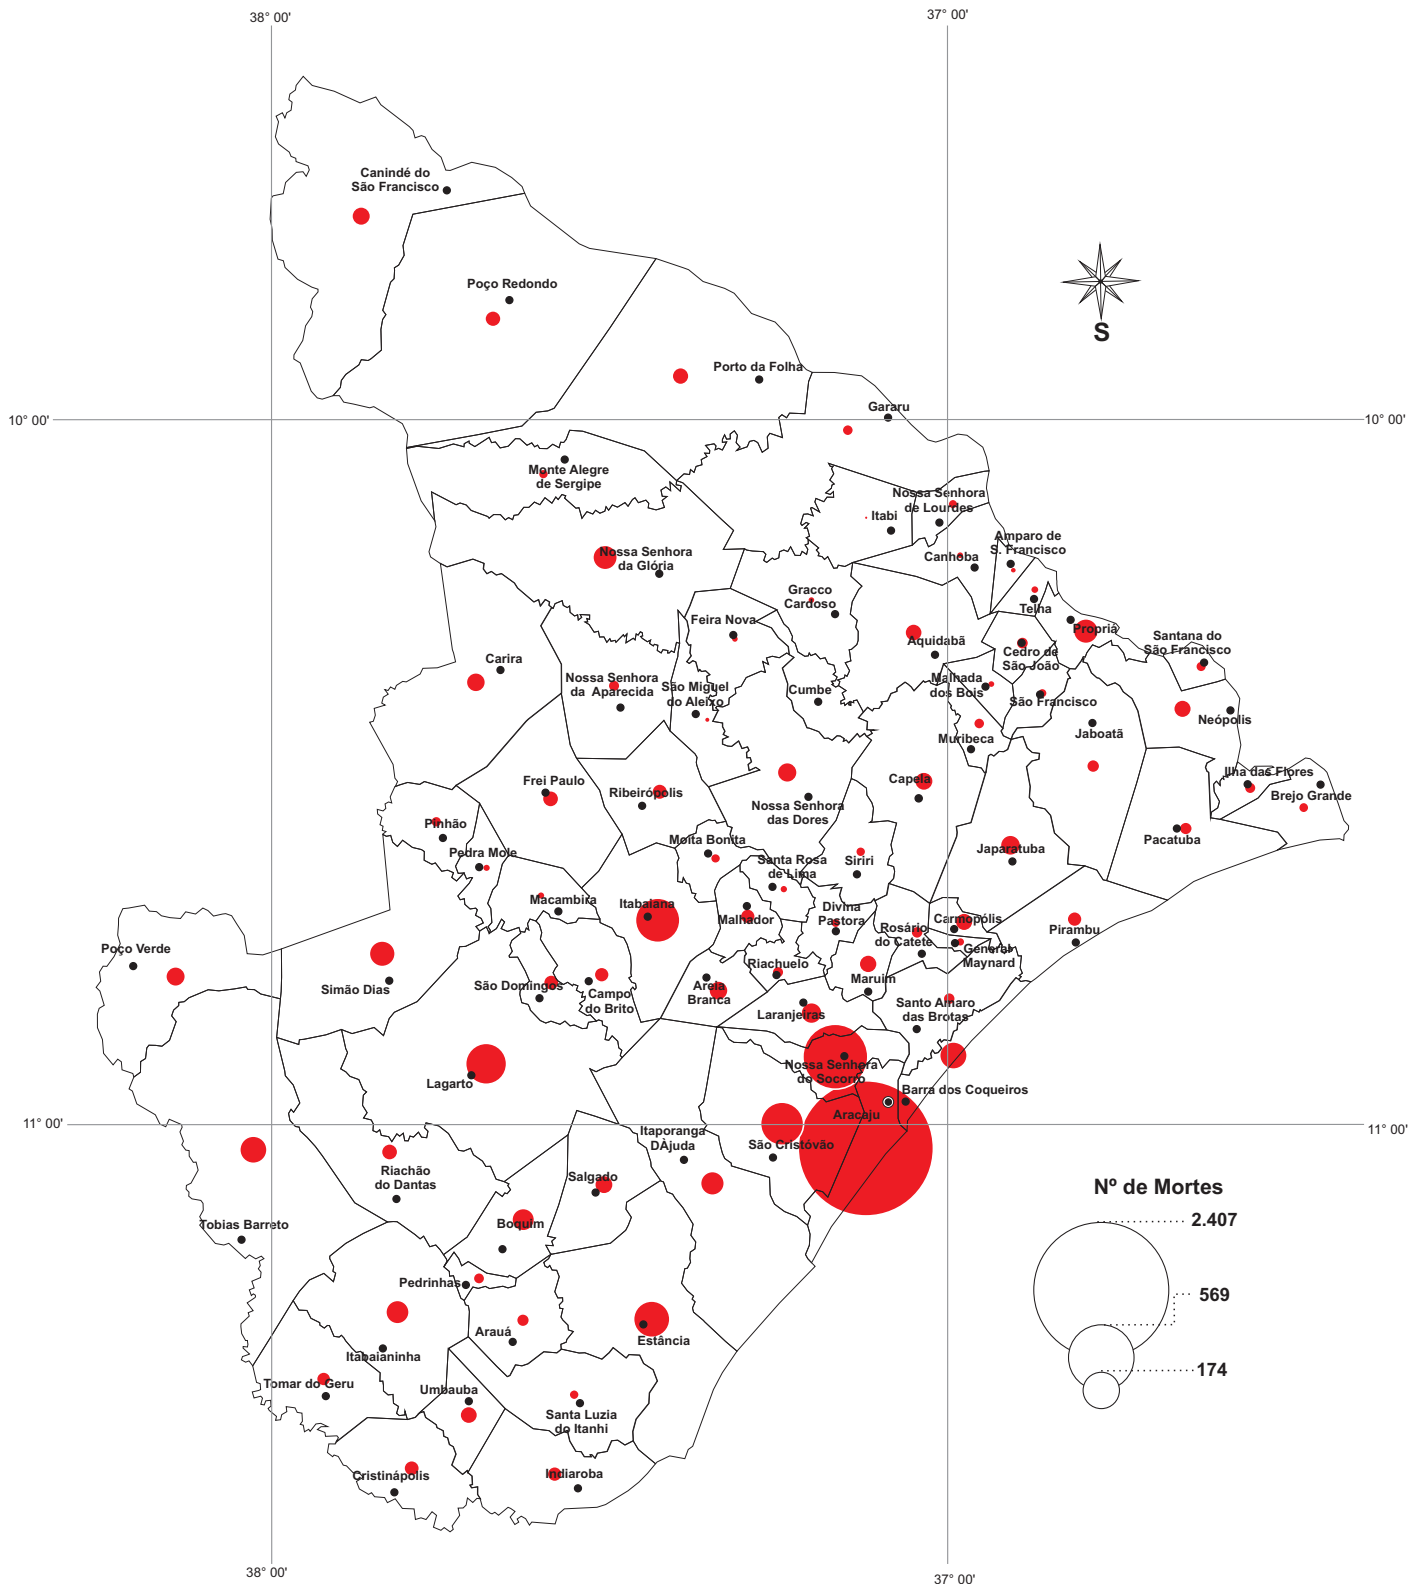 38° 00'
37° 00'
Canindé do
São Francisco
Poço Redondo
S
Porto da Folha
10° 00'
Gararu
10° 00'
Monte Alegre
de Sergipe
Nossa Senhora
de Lourdes
Itabi
Amparo de
S. Francisco
Nossa Senhora
da Glória
Canhoba
Gracco
Cardoso
Telha
Feira Nova
Propriá
Aquidabã
Santana do
São Francisco
Cedro de
São João
Carira
Nossa Senhora
da Aparecida
São Miguel
do Aleixo
Cumbe
Malhada
dos Bois
São Francisco
Neópolis
Jaboatã
Muribeca
Frei Paulo
Ribeirópolis
Capela
Ilha das Flores
Brejo Grande
Nossa Senhora
das Dores
Pinhão
Pedra Mole
Moita Bonita
Santa Rosa
de Lima
Siriri
Japaratuba
Pacatuba
Macambira
Itabaiana
Malhador
Divina
Pastora
Rosário
do Catete
Carmopólis
Pirambu
General
Maynard
Poço Verde
Simão Dias
São Domingos
Campo
do Brito
Areia
Branca
Riachuelo
Maruim
Santo Amaro
das Brotas
Laranjeiras
Nossa Senhora
do Socorro
Lagarto
Barra dos Coqueiros
Aracaju
11° 00'
11° 00'
Itaporanga
DÀjuda
São Cristóvão
Riachão
do Dantas
Salgado
Nº de Mortes
2.407
Tobias Barreto
Boquim
Pedrinhas
569
Arauá
Estância
Itabaianinha
174
Tomar do Geru
Umbauba
Santa Luzia
do Itanhi
Cristinápolis
Indiaroba
38° 00'
37° 00'